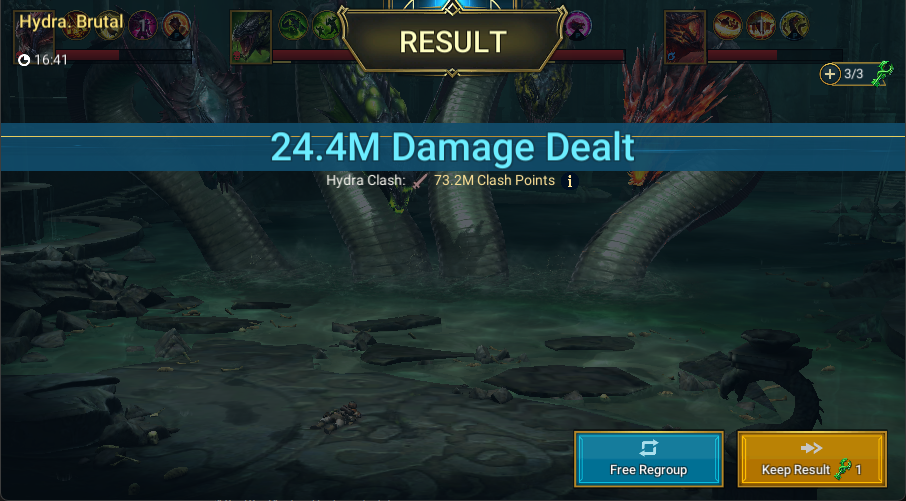 Hydra. Brutal
RESULT
16:41
3/3
24.4M Damage Dealt
Hydra Clash: 73.2M Clash Points
Free Regroup
Keep Result 1